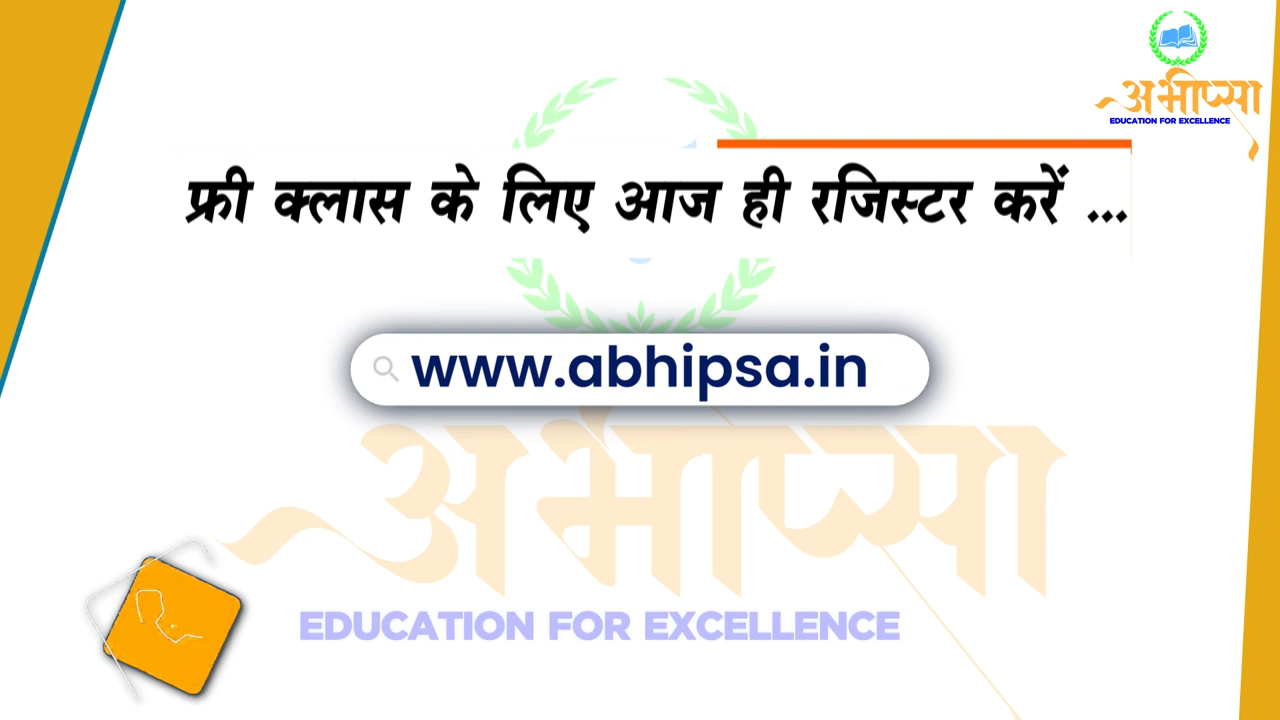 अभीप्सा
EDUCATION FOR EXCELLENCE
फ्री क्लास के लिए आज ही रजिस्टर करें ...
www.abhipsa.in
अभीप्सा
EDUCATION FOR EXCELLENCE